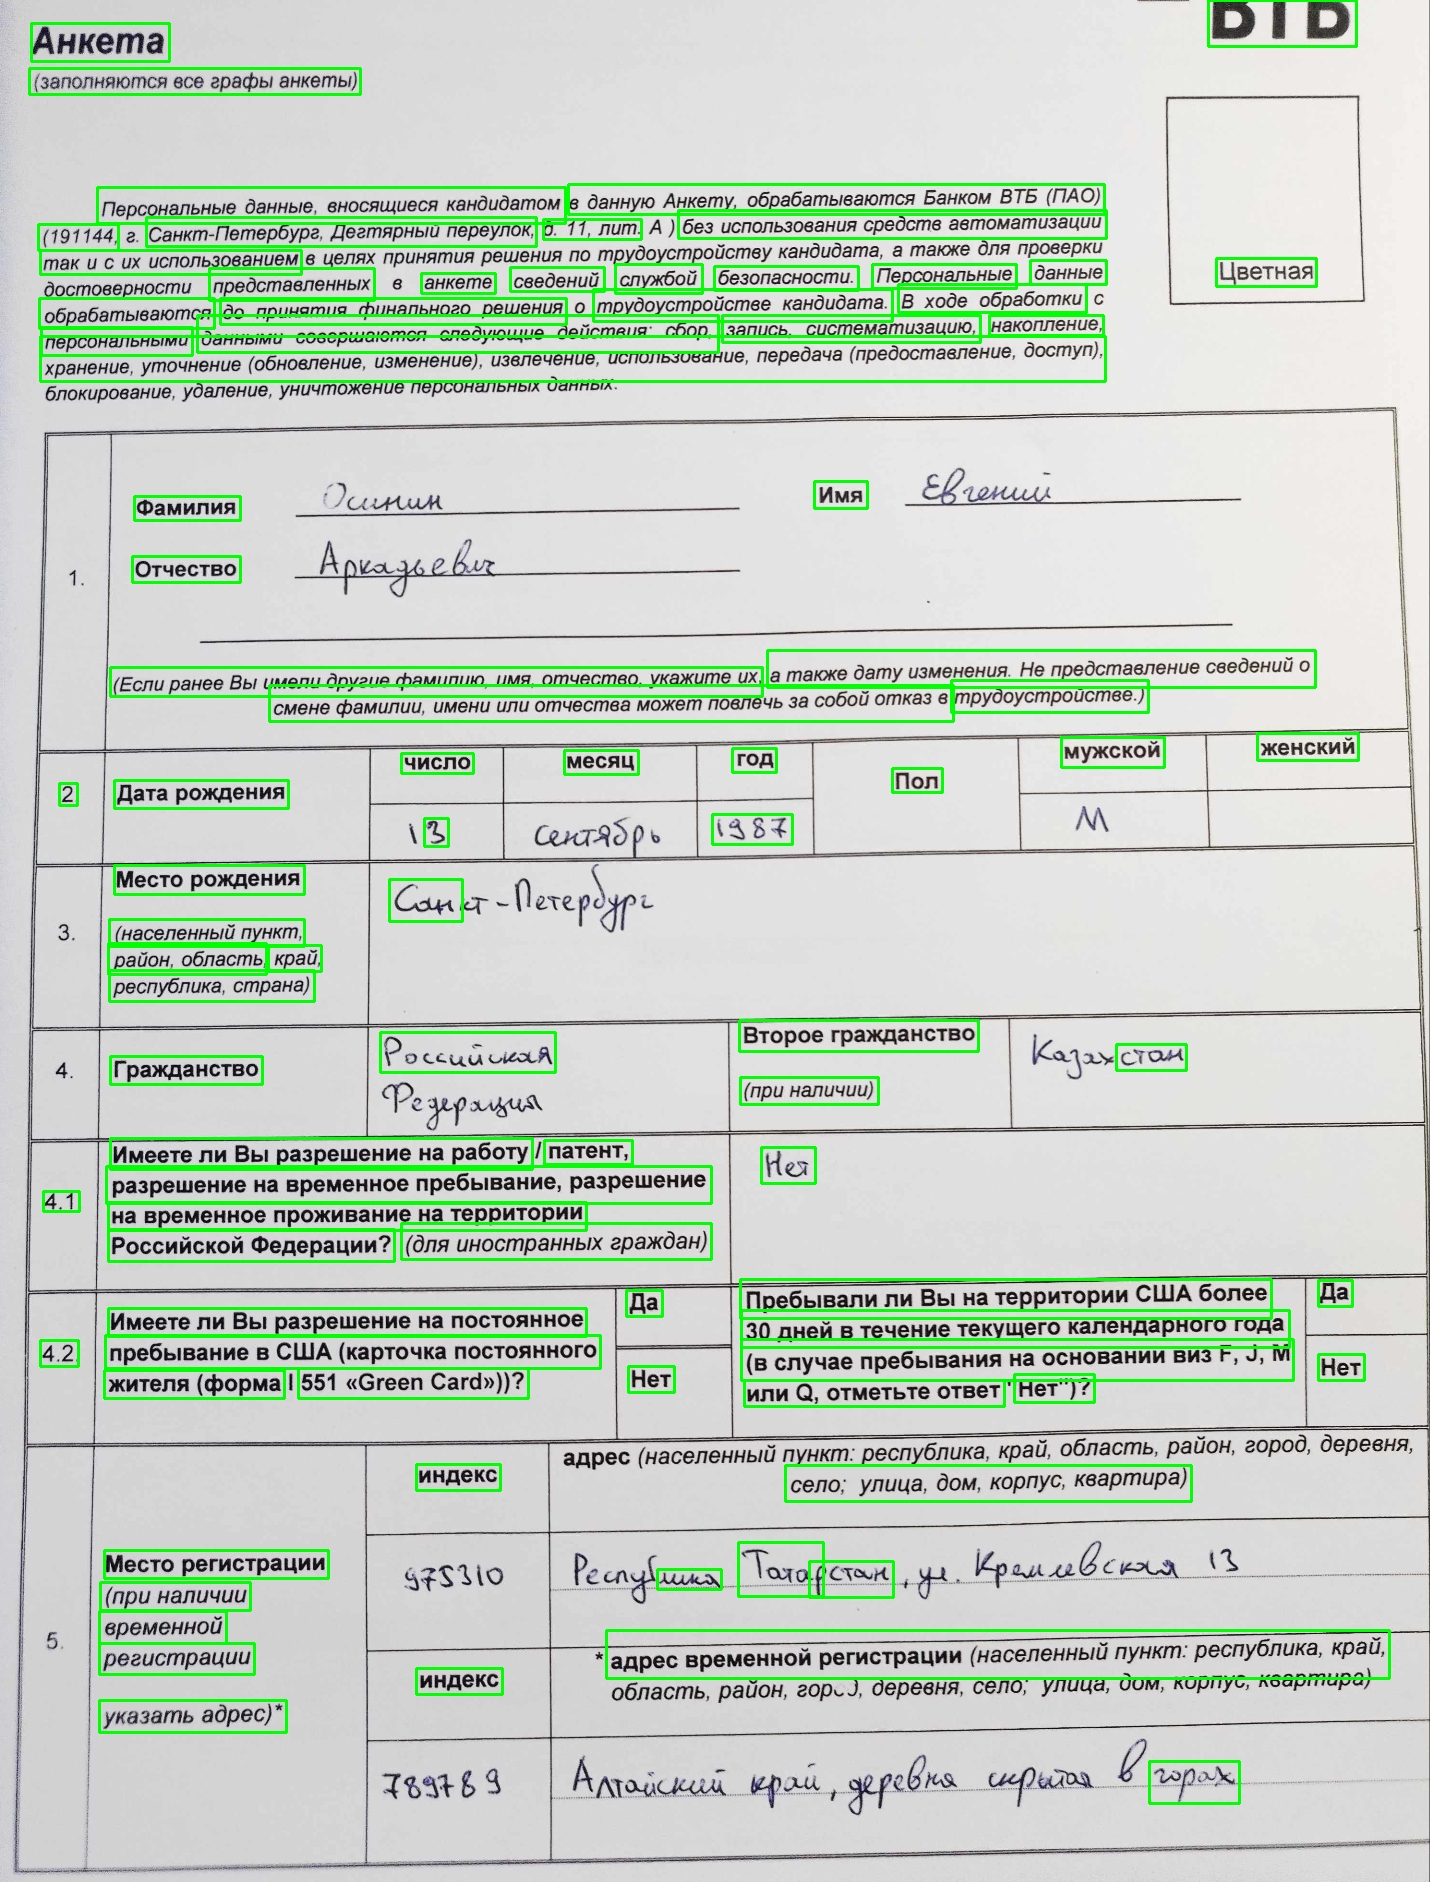 ВТБ
Анкета
(заполняются все графы анкеты)
Цветная
Персональные данные, вносящиеся кандидатом в данную Анкету, обрабатываются Банком ВТБ (ПАО)
(191144, г. Санкт-Петербург, Дегтярный переулок, д. 11, лит. А ) без использования средств автоматизации
так и с их использованием в целях принятия решения по трудоустройству кандидата, а также для проверки
достоверности представленных в анкете сведений службой безопасности. Персональные данные
обрабатываются до принятия финального решения о трудоустройстве кандидата. В ходе обработки с
персональными данными совершаются следующие действия: сбор, запись, систематизацию, накопление,
хранение, уточнение (обновление, изменение), извлечение, использование, передача (предоставление, доступ),
блокирование, удаление, уничтожение персональных данных.
1.
Фамилия Осинин Имя Евгений
Отчество Аркадьевич
(Если ранее Вы имели другие фамилию, имя, отчество, укажите их, а также дату изменения. Не представление сведений о
смене фамилии, имени или отчества может повлечь за собой отказ в трудоустройстве.)
2 Дата рождения число месяц год Пол мужской женский
13 сентябрь 1987 М
3. Место рождения Санкт-Петербург
(населенный пункт,
район, область, край,
республика, страна)
4. Гражданство Российская
Федерация
Второе гражданство
(при наличии)
Казахстан
4.1 Имеете ли Вы разрешение на работу / патент,
разрешение на временное пребывание, разрешение
на временное проживание на территории
Российской Федерации? (для иностранных граждан)
Нет
4.2 Имеете ли Вы разрешение на постоянное
пребывание в США (карточка постоянного
жителя (форма I 551 «Green Card»))?
Да
Нет
Пребывали ли Вы на территории США более
30 дней в течение текущего календарного года
(в случае пребывания на основании виз F, J, M
или Q, отметьте ответ "Нет")?
Да
Нет
5. Место регистрации
(при наличии
временной
регистрации
указать адрес)*
индекс
адрес (населенный пункт: республика, край, область, район, город, деревня,
село; улица, дом, корпус, квартира)
975310 Республика Татарстан, ул. Кремлевская 13
индекс
* адрес временной регистрации (населенный пункт: республика, край,
область, район, город, деревня, село; улица, дом, корпус, квартира)
789789 Алтайский край, деревня скрытая в горах